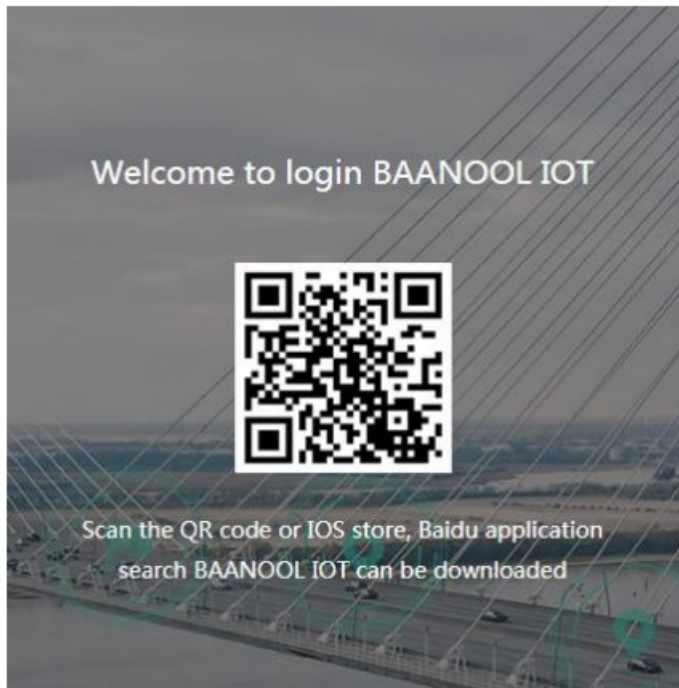 Welcome to login BAANOOL IOT
Scan the QR code or IOS store, Baidu application
search BAANOOL IOT can be downloaded